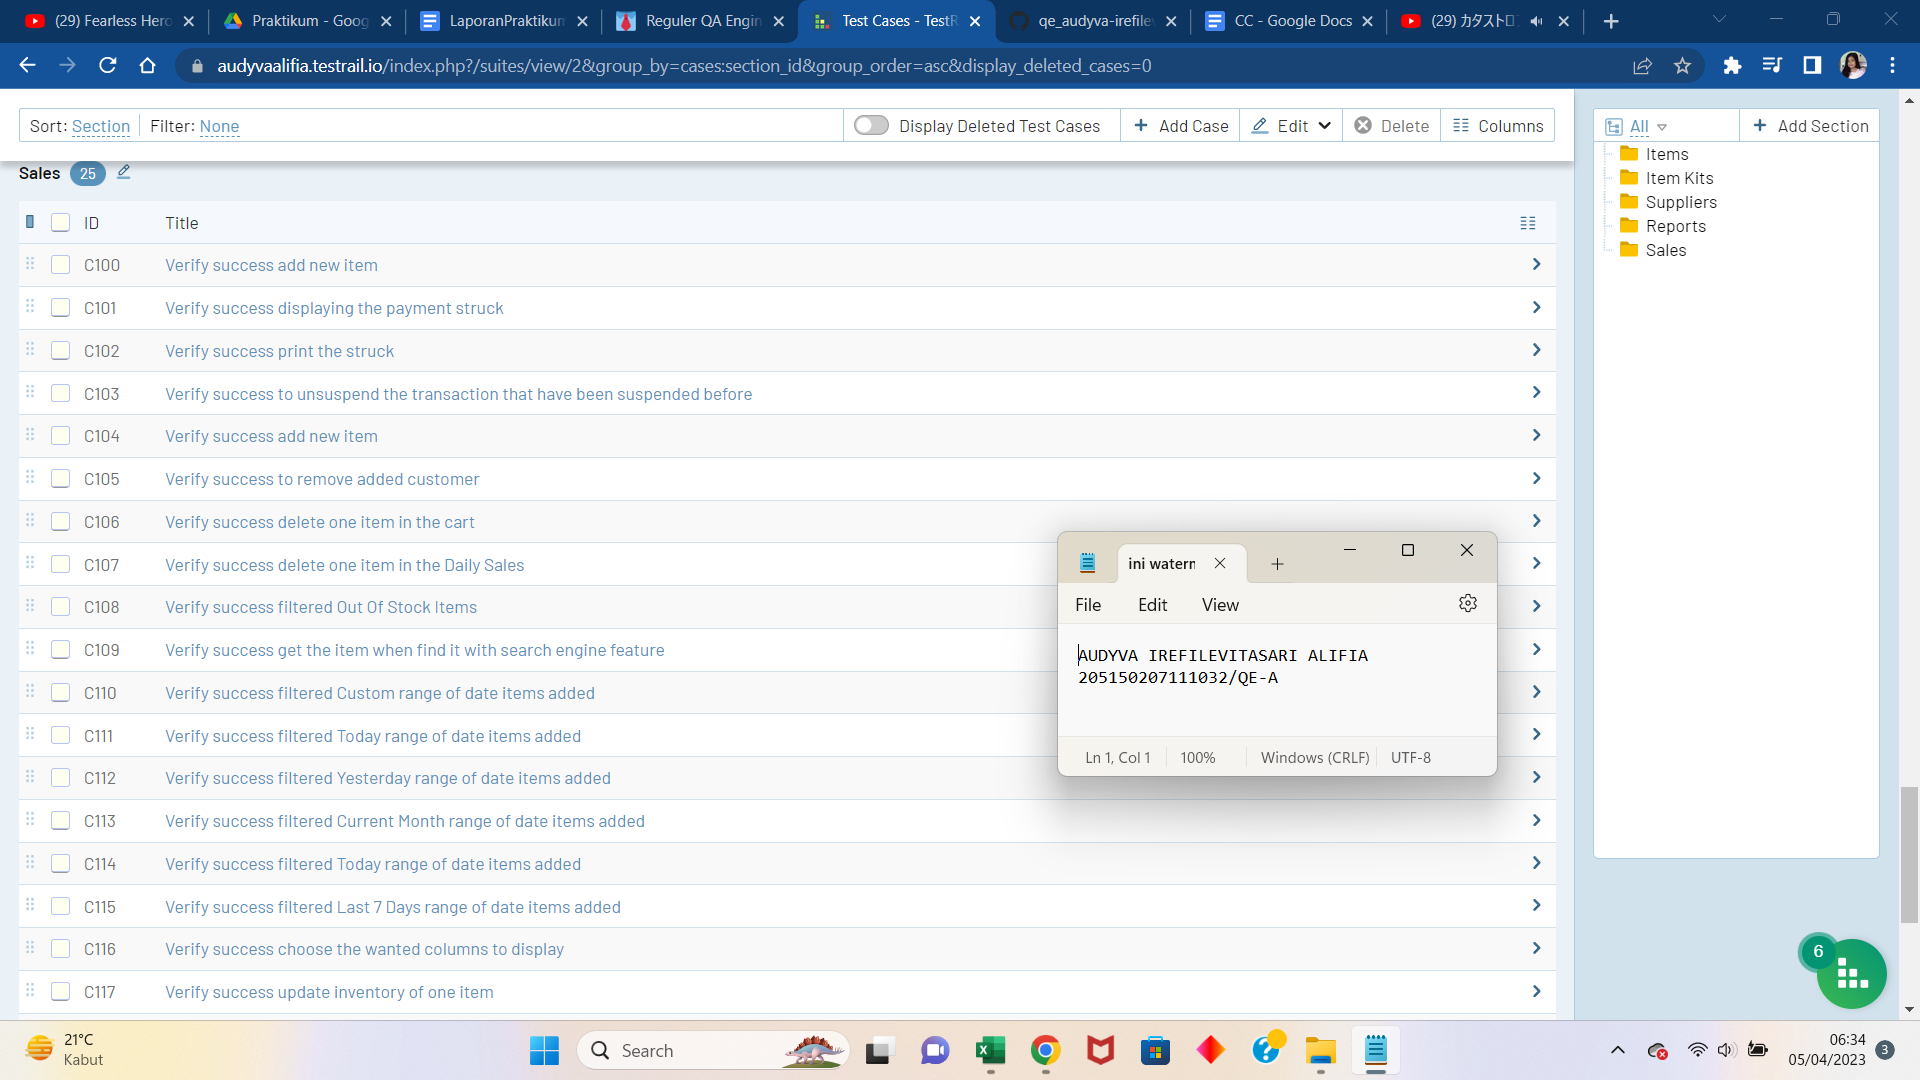 (29) Fearless Hero
Praktikum - Goog
LaporanPraktikum
Reguler QA Engin
Test Cases - TestR
qe_audyva-irefilev
CC - Google Docs
(29) カタストロ
audyvaalifia.testrail.io/index.php?/suites/view/2&group_by=cases:section_id&group_order=asc&display_deleted_cases=0
Sort: Section Filter: None
Display Deleted Test Cases
Add Case
Edit
Delete
Columns
All
Add Section
Items
Item Kits
Suppliers
Reports
Sales
Sales 25
ID Title
C100 Verify success add new item
C101 Verify success displaying the payment struck
C102 Verify success print the struck
C103 Verify success to unsuspend the transaction that have been suspended before
C104 Verify success add new item
C105 Verify success to remove added customer
C106 Verify success delete one item in the cart
C107 Verify success delete one item in the Daily Sales
C108 Verify success filtered Out Of Stock Items
C109 Verify success get the item when find it with search engine feature
C110 Verify success filtered Custom range of date items added
C111 Verify success filtered Today range of date items added
C112 Verify success filtered Yesterday range of date items added
C113 Verify success filtered Current Month range of date items added
C114 Verify success filtered Today range of date items added
C115 Verify success filtered Last 7 Days range of date items added
C116 Verify success choose the wanted columns to display
C117 Verify success update inventory of one item
ini waterm
File Edit View
AUDYVA IREFILEVITASARI ALIFIA
205150207111032/QE-A
Ln 1, Col 1 100% Windows (CRLF) UTF-8
6
21°C
Kabut
Search
06:34
05/04/2023
3